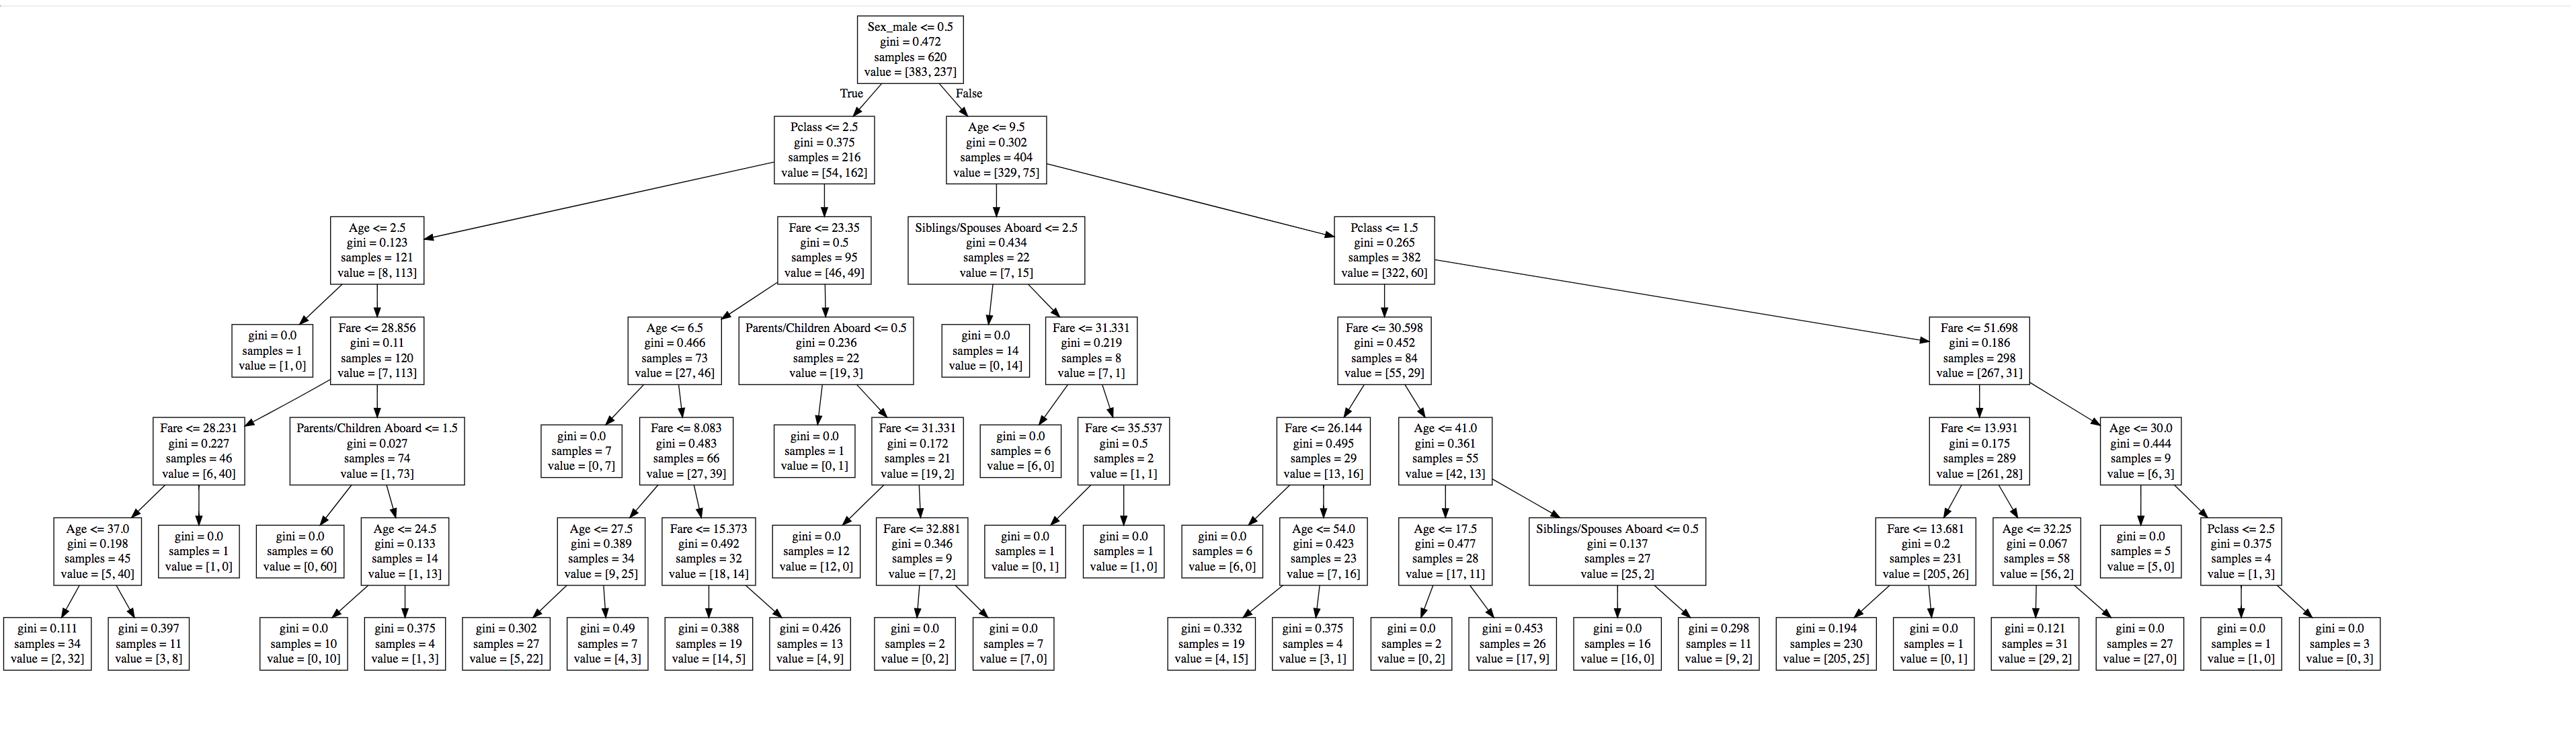 Sex_male <= 0.5
gini = 0.472
samples = 620
value = [383, 237]
True
False
Pclass <= 2.5
gini = 0.375
samples = 216
value = [54, 162]
Age <= 9.5
gini = 0.302
samples = 404
value = [329, 75]
Age <= 2.5
gini = 0.123
samples = 121
value = [8, 113]
Fare <= 23.35
gini = 0.5
samples = 95
value = [46, 49]
Siblings/Spouses Aboard <= 2.5
gini = 0.434
samples = 22
value = [7, 15]
Pclass <= 1.5
gini = 0.265
samples = 382
value = [322, 60]
gini = 0.0
samples = 1
value = [1, 0]
Fare <= 28.856
gini = 0.11
samples = 120
value = [7, 113]
Age <= 6.5
gini = 0.466
samples = 73
value = [27, 46]
Parents/Children Aboard <= 0.5
gini = 0.236
samples = 22
value = [19, 3]
gini = 0.0
samples = 14
value = [0, 14]
Fare <= 31.331
gini = 0.219
samples = 8
value = [7, 1]
Fare <= 30.598
gini = 0.452
samples = 84
value = [55, 29]
Fare <= 51.698
gini = 0.186
samples = 298
value = [267, 31]
Fare <= 28.231
gini = 0.227
samples = 46
value = [6, 40]
Parents/Children Aboard <= 1.5
gini = 0.027
samples = 74
value = [1, 73]
gini = 0.0
samples = 7
value = [0, 7]
Fare <= 8.083
gini = 0.483
samples = 66
value = [27, 39]
gini = 0.0
samples = 1
value = [0, 1]
Fare <= 31.331
gini = 0.172
samples = 21
value = [19, 2]
gini = 0.0
samples = 6
value = [6, 0]
Fare <= 35.537
gini = 0.5
samples = 2
value = [1, 1]
Fare <= 26.144
gini = 0.495
samples = 29
value = [13, 16]
Age <= 41.0
gini = 0.361
samples = 55
value = [42, 13]
Fare <= 13.931
gini = 0.175
samples = 289
value = [261, 28]
Age <= 30.0
gini = 0.444
samples = 9
value = [6, 3]
Age <= 37.0
gini = 0.198
samples = 45
value = [5, 40]
gini = 0.0
samples = 1
value = [1, 0]
gini = 0.0
samples = 60
value = [0, 60]
Age <= 24.5
gini = 0.133
samples = 14
value = [1, 13]
Age <= 27.5
gini = 0.389
samples = 34
value = [9, 25]
Fare <= 15.373
gini = 0.492
samples = 32
value = [18, 14]
gini = 0.0
samples = 12
value = [12, 0]
Fare <= 32.881
gini = 0.346
samples = 9
value = [7, 2]
gini = 0.0
samples = 1
value = [0, 1]
gini = 0.0
samples = 1
value = [1, 0]
gini = 0.0
samples = 6
value = [6, 0]
Age <= 54.0
gini = 0.423
samples = 23
value = [7, 16]
Age <= 17.5
gini = 0.477
samples = 28
value = [17, 11]
Siblings/Spouses Aboard <= 0.5
gini = 0.137
samples = 27
value = [25, 2]
Fare <= 13.681
gini = 0.2
samples = 231
value = [205, 26]
Age <= 32.25
gini = 0.067
samples = 58
value = [56, 2]
gini = 0.0
samples = 5
value = [5, 0]
Pclass <= 2.5
gini = 0.375
samples = 4
value = [1, 3]
gini = 0.111
samples = 34
value = [2, 32]
gini = 0.397
samples = 11
value = [3, 8]
gini = 0.0
samples = 10
value = [0, 10]
gini = 0.375
samples = 4
value = [1, 3]
gini = 0.302
samples = 27
value = [5, 22]
gini = 0.49
samples = 7
value = [4, 3]
gini = 0.388
samples = 19
value = [14, 5]
gini = 0.426
samples = 13
value = [4, 9]
gini = 0.0
samples = 2
value = [0, 2]
gini = 0.0
samples = 7
value = [7, 0]
gini = 0.332
samples = 19
value = [4, 15]
gini = 0.375
samples = 4
value = [3, 1]
gini = 0.0
samples = 2
value = [0, 2]
gini = 0.453
samples = 26
value = [17, 9]
gini = 0.0
samples = 16
value = [16, 0]
gini = 0.298
samples = 11
value = [9, 2]
gini = 0.194
samples = 230
value = [205, 25]
gini = 0.0
samples = 1
value = [0, 1]
gini = 0.121
samples = 31
value = [29, 2]
gini = 0.0
samples = 27
value = [27, 0]
gini = 0.0
samples = 1
value = [1, 0]
gini = 0.0
samples = 3
value = [0, 3]